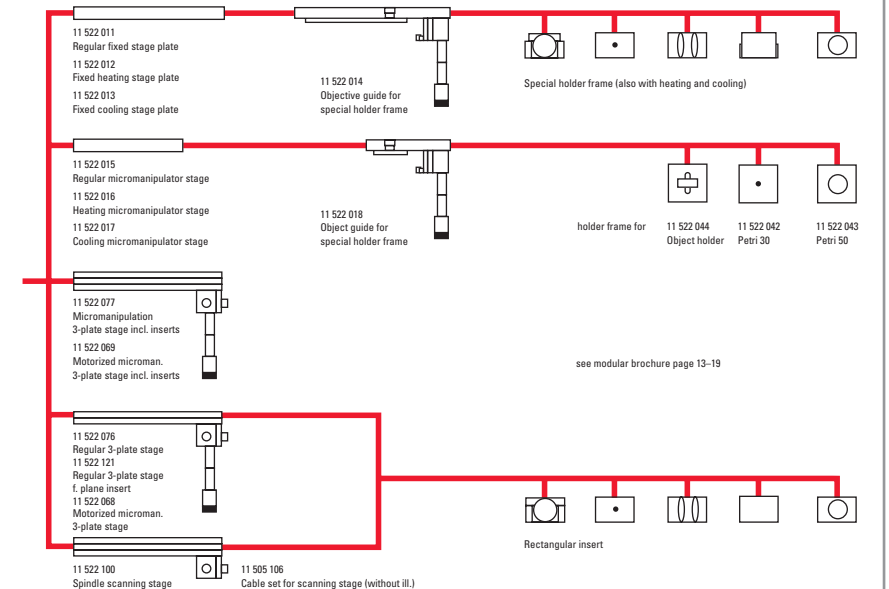 11 522 011
Regular fixed stage plate
11 522 012
Fixed heating stage plate
11 522 013
Fixed cooling stage plate
11 522 014
Objective guide for
special holder frame
Special holder frame (also with heating and cooling)
11 522 015
Regular micromanipulator stage
11 522 016
Heating micromanipulator stage
11 522 017
Cooling micromanipulator stage
11 522 018
Object guide for
special holder frame
holder frame for
11 522 044
Object holder
11 522 042
Petri 30
11 522 043
Petri 50
11 522 077
Micromanipulation
3-plate stage incl. inserts
11 522 069
Motorized microman.
3-plate stage incl. inserts
see modular brochure page 13–19
11 522 076
Regular 3-plate stage
11 522 121
Regular 3-plate stage
f. plane insert
11 522 068
Motorized microman.
3-plate stage
Rectangular insert
11 522 100
Spindle scanning stage
11 505 106
Cable set for scanning stage (without ill.)